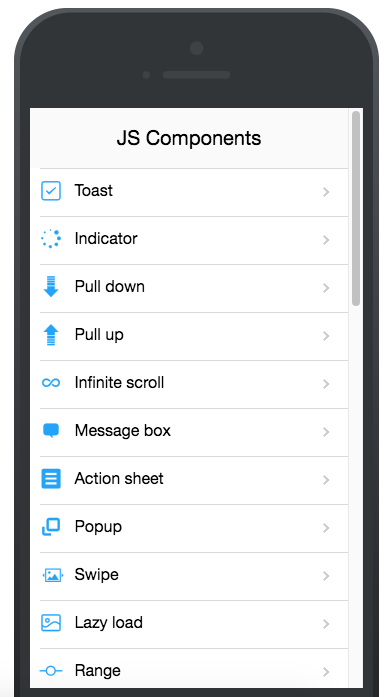 JS Components
Toast
Indicator
Pull down
Pull up
Infinite scroll
Message box
Action sheet
Popup
Swipe
Lazy load
Range